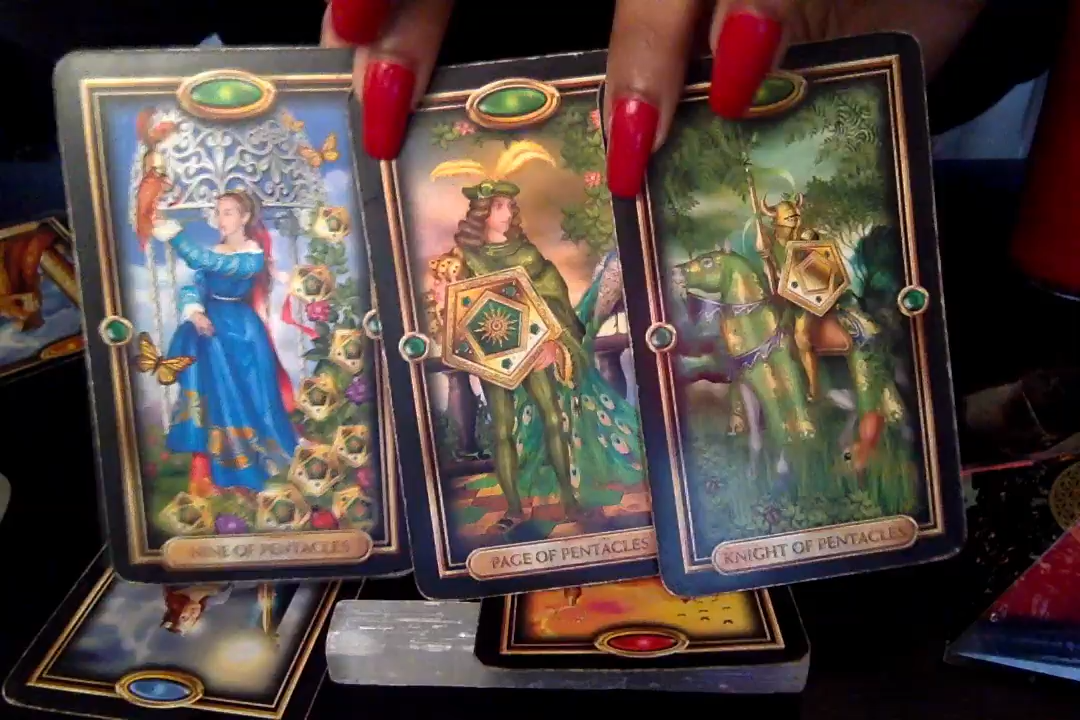 NINE OF PENTACLES
PAGE OF PENTACLES
KNIGHT OF PENTACLES